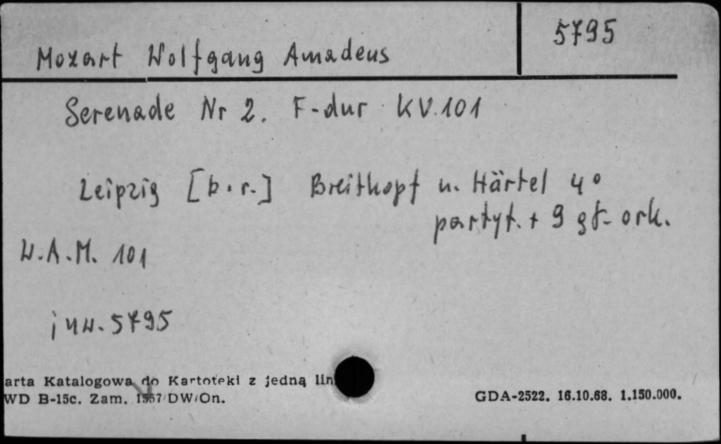 5795
Mozart Wolfgang Amadeus
Serenade Nr 2. F-dur KV.101
Leipzig [b.r.] Breitkopf u. Härtel 4°
partyt. + 9 gł. ork.
W.A.M. 101
inw. 5795
arta Katalogowa do Kartoteki z jedną lin
WD B-15c. Zam. 1557 DW/On.
GDA-2522. 16.10.68. 1.150.000.